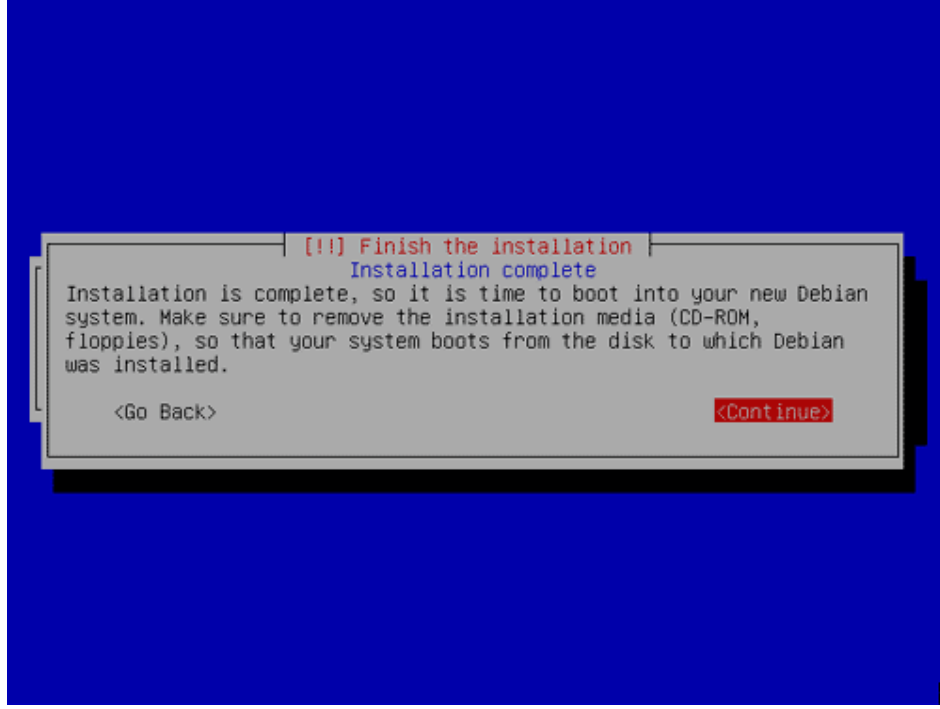 [!!] Finish the installation
Installation complete
Installation is complete, so it is time to boot into your new Debian
system. Make sure to remove the installation media (CD-ROM,
floppies), so that your system boots from the disk to which Debian
was installed.
<Go Back> <Continue>